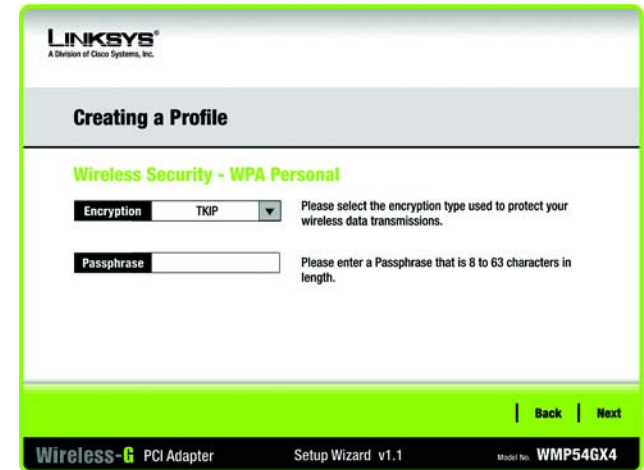 LINKSYS®
A Division of Cisco Systems, Inc.
Creating a Profile
Wireless Security - WPA Personal
Encryption TKIP Please select the encryption type used to protect your
wireless data transmissions.
Passphrase Please enter a Passphrase that is 8 to 63 characters in
length.
Back Next
Wireless-G PCI Adapter Setup Wizard v1.1 Model No. WMP54GX4